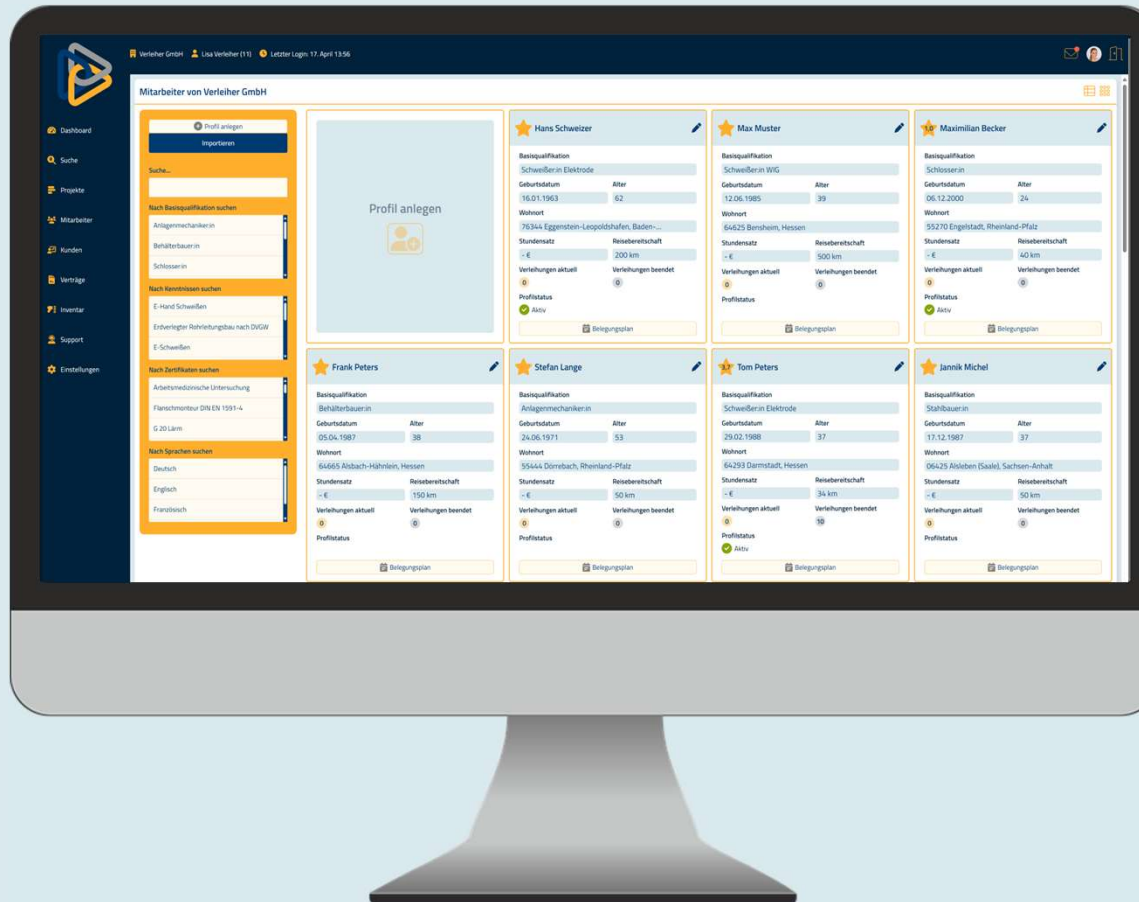 Verleiher GmbH Lisa Verleiher (11) Letzter Login: 17. April 13:56
Dashboard
Suche
Projekte
Mitarbeiter
Kunden
Verträge
Inventar
Support
Einstellungen
Mitarbeiter von Verleiher GmbH
Profil anlegen
Importieren
Suche...
Nach Basisqualifikation suchen
Anlagenmechaniker:in
Behälterbauer:in
Schlosser:in
Nach Kenntnissen suchen
E-Hand Schweißen
Erdverlegter Rohrleitungsbau nach DVGW
E-Schweißen
Nach Zertifikaten suchen
Arbeitsmedizinische Untersuchung
Flanschmonteur DIN EN 1591-4
G 20 Lärm
Nach Sprachen suchen
Deutsch
Englisch
Französisch
Profil anlegen
Hans Schweizer
Basisqualifikation
Schweißer:in Elektrode
Geburtsdatum Alter
16.01.1963 62
Wohnort
76344 Eggenstein-Leopoldshafen, Baden-...
Stundensatz Reisebereitschaft
- € 200 km
Verleihungen aktuell Verleihungen beendet
0 0
Profilstatus
Aktiv
Belegungsplan
Max Muster
Basisqualifikation
Schweißer:in WIG
Geburtsdatum Alter
12.06.1985 39
Wohnort
64625 Bensheim, Hessen
Stundensatz Reisebereitschaft
- € 500 km
Verleihungen aktuell Verleihungen beendet
0 0
Profilstatus
Belegungsplan
1,0 Maximilian Becker
Basisqualifikation
Schlosser:in
Geburtsdatum Alter
06.12.2000 24
Wohnort
55270 Engelstadt, Rheinland-Pfalz
Stundensatz Reisebereitschaft
- € 40 km
Verleihungen aktuell Verleihungen beendet
0 0
Profilstatus
Aktiv
Belegungsplan
Frank Peters
Basisqualifikation
Behälterbauer:in
Geburtsdatum Alter
05.04.1987 38
Wohnort
64665 Alsbach-Hähnlein, Hessen
Stundensatz Reisebereitschaft
- € 150 km
Verleihungen aktuell Verleihungen beendet
0 0
Profilstatus
Belegungsplan
Stefan Lange
Basisqualifikation
Anlagenmechaniker:in
Geburtsdatum Alter
24.06.1971 53
Wohnort
55444 Dörrebach, Rheinland-Pfalz
Stundensatz Reisebereitschaft
- € 50 km
Verleihungen aktuell Verleihungen beendet
0 0
Profilstatus
Belegungsplan
3,7 Tom Peters
Basisqualifikation
Schweißer:in Elektrode
Geburtsdatum Alter
29.02.1988 37
Wohnort
64293 Darmstadt, Hessen
Stundensatz Reisebereitschaft
- € 34 km
Verleihungen aktuell Verleihungen beendet
0 10
Profilstatus
Aktiv
Belegungsplan
Jannik Michel
Basisqualifikation
Stahlbauer:in
Geburtsdatum Alter
17.12.1987 37
Wohnort
06425 Alsleben (Saale), Sachsen-Anhalt
Stundensatz Reisebereitschaft
- € 50 km
Verleihungen aktuell Verleihungen beendet
0 0
Profilstatus
Belegungsplan